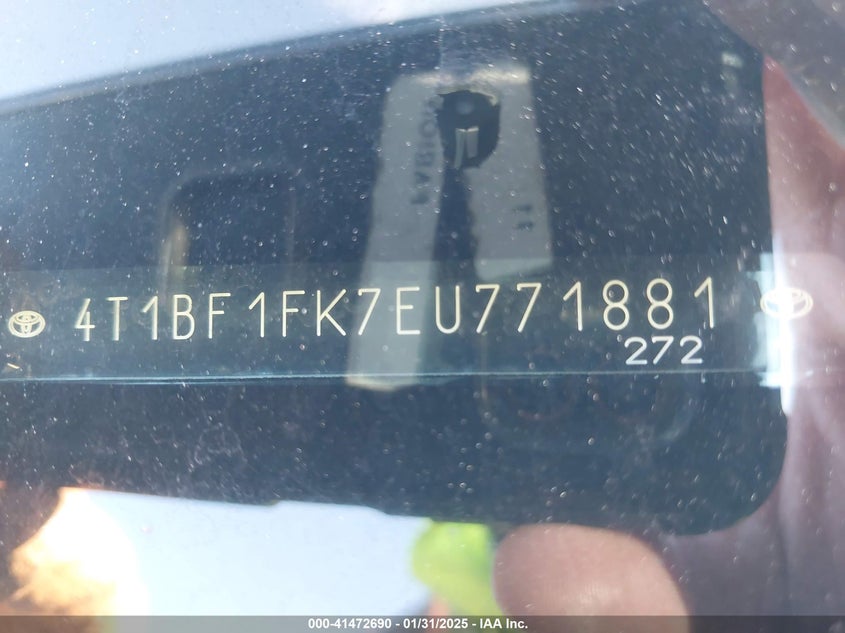 4T1BF1FK7EU771881
272
000-41472690 - 01/31/2025 - IAA Inc.